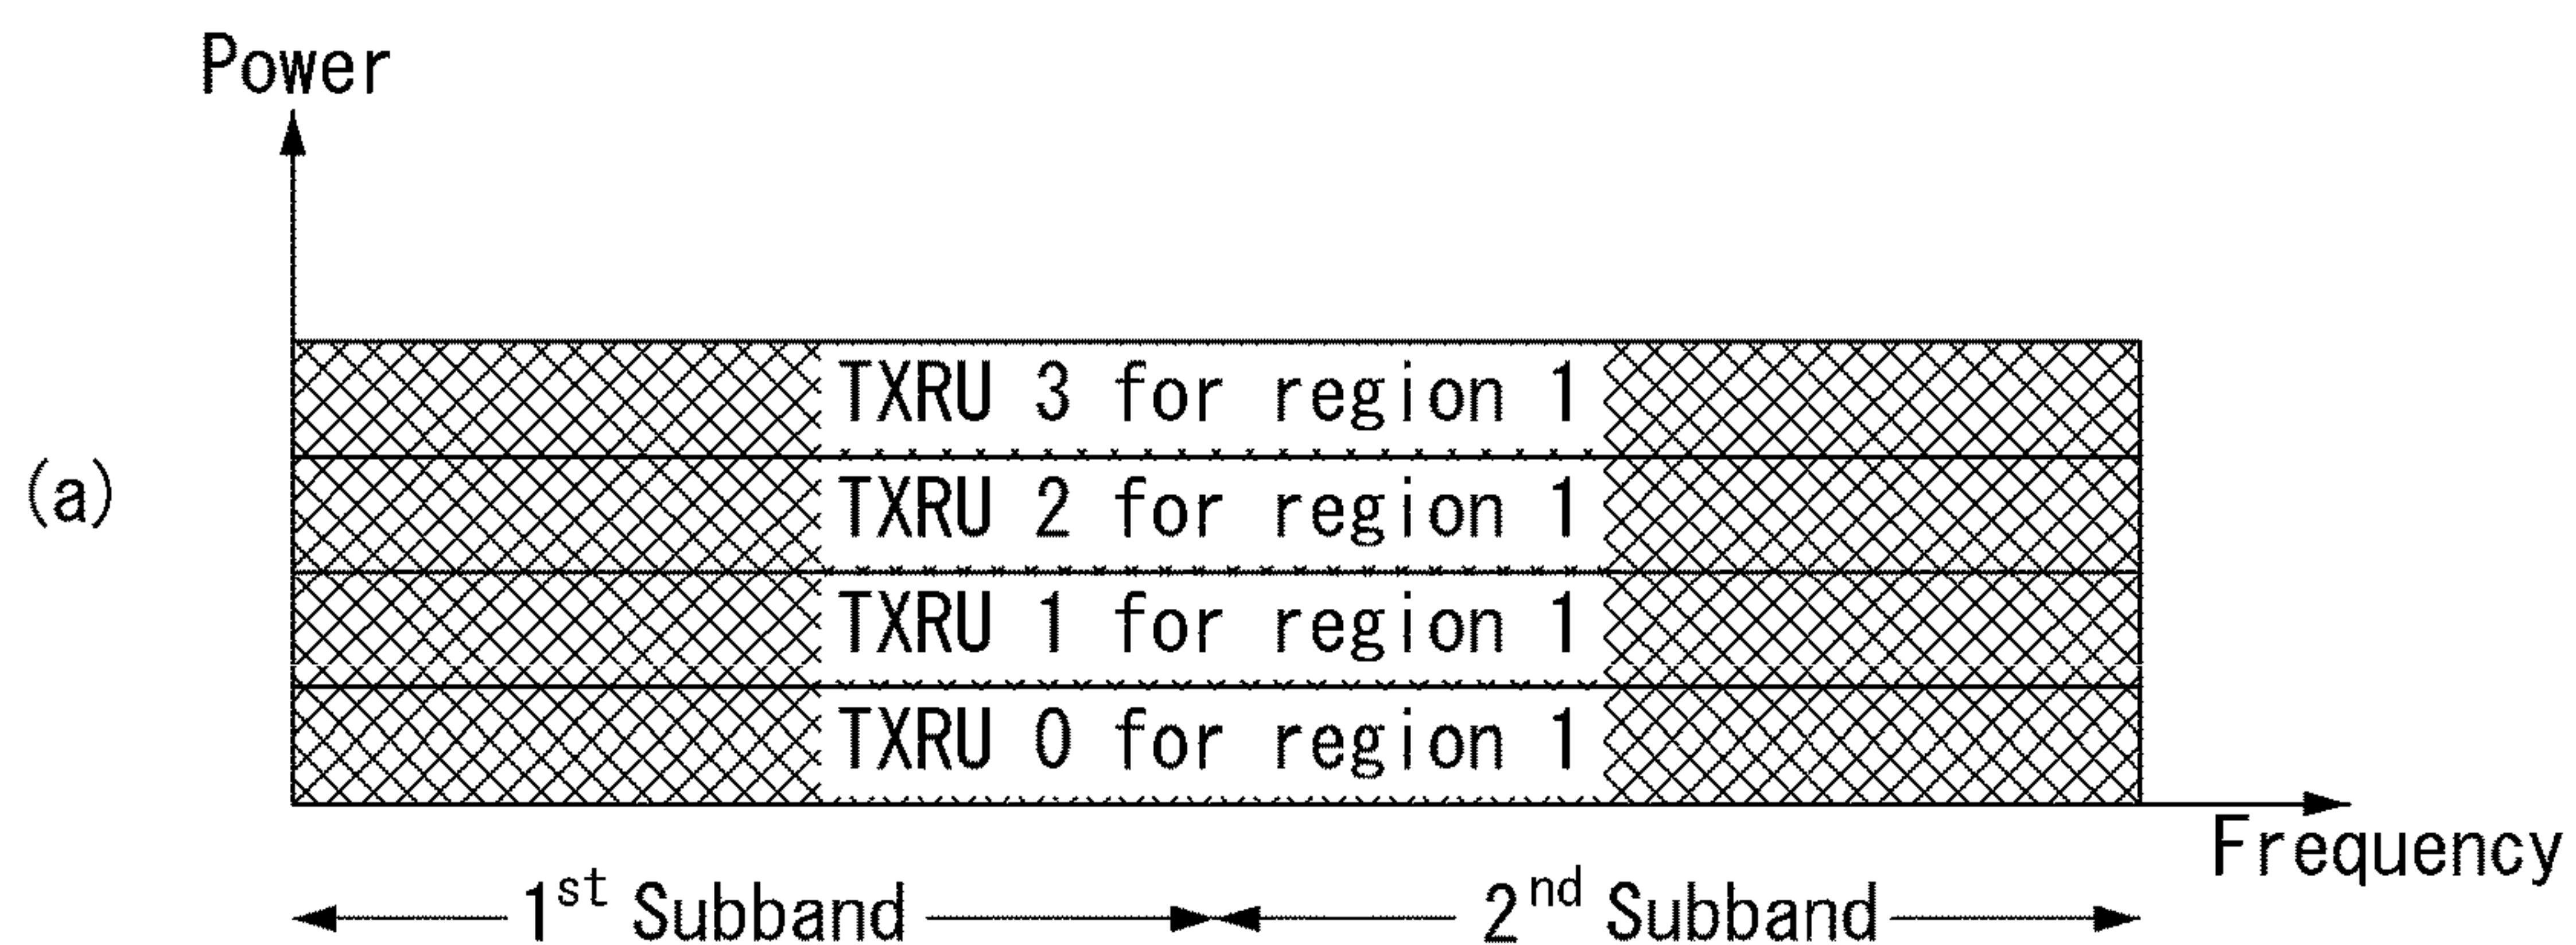 Power
TXRU 3 for region 1
(a)
TXRU 2 for region 1
TXRU 1 for region 1
TXRU 0 for region 1
Frequency
1st Subband
2nd Subband